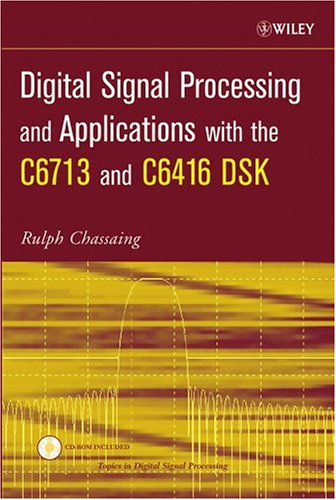 WILEY
Digital Signal Processing
and Applications with the
C6713 and C6416 DSK
Rulph Chassaing
CD-ROM INCLUDED
Topics in Digital Signal Processing